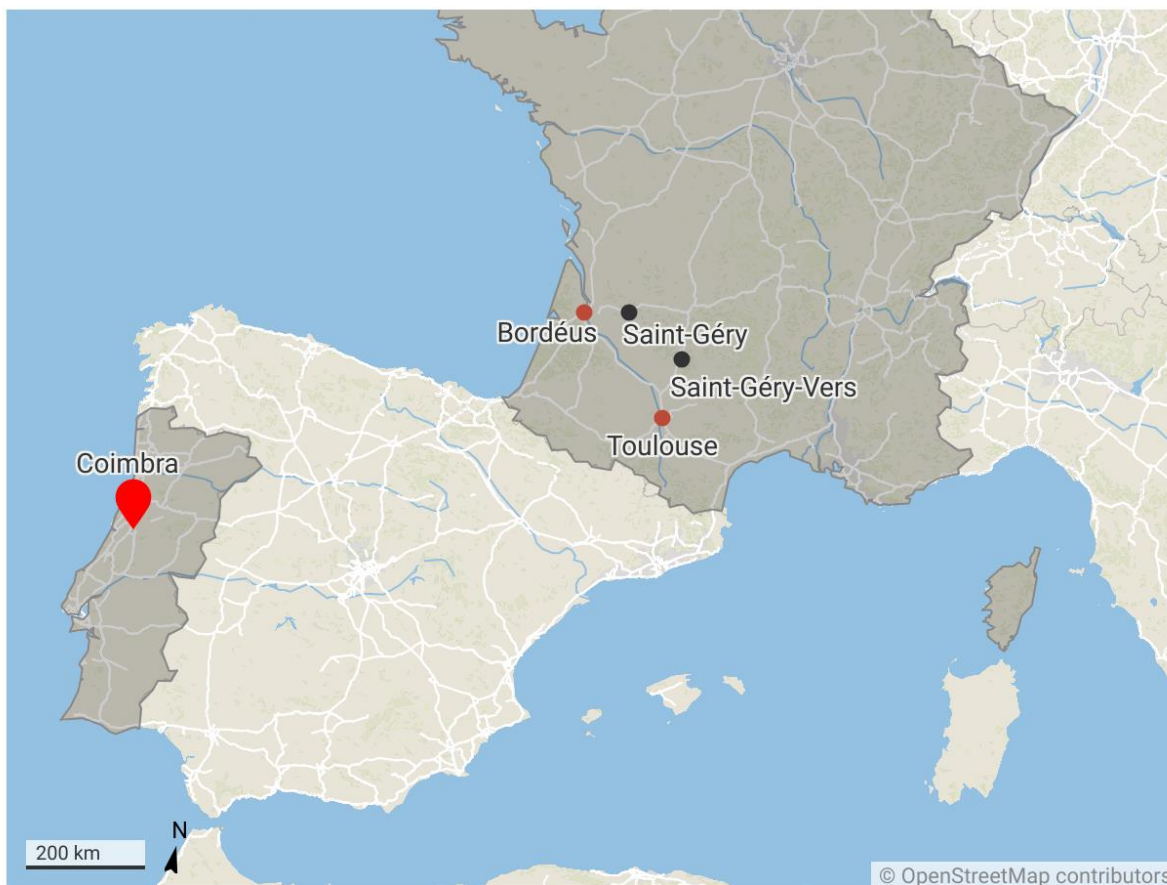 Bordéus
Saint-Géry
Saint-Géry-Vers
Toulouse
Coimbra
N
200 km
© OpenStreetMap contributors